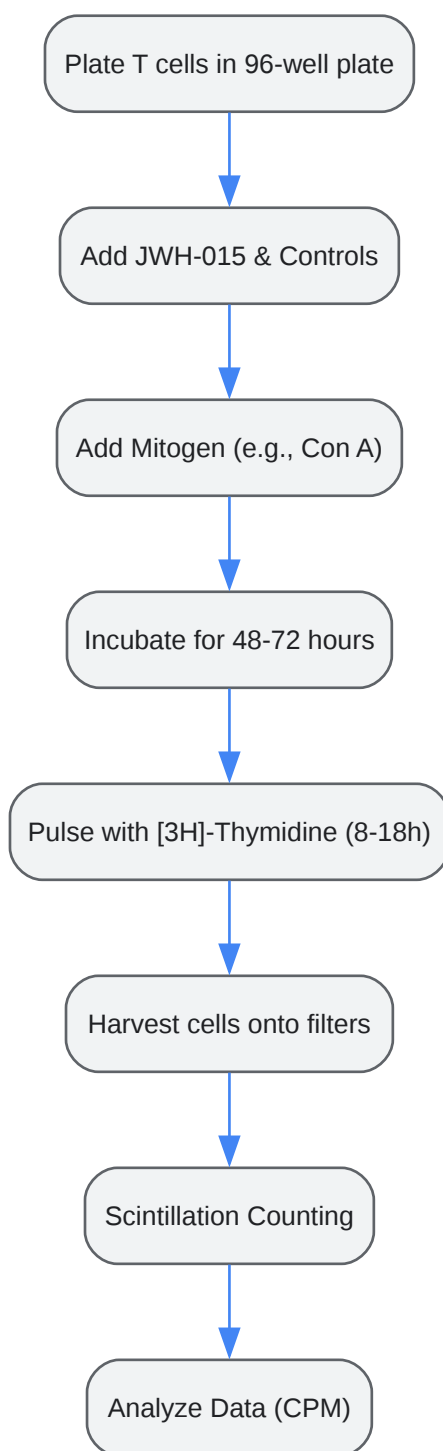 Plate T cells in 96-well plate
Add JWH-015 & Controls
Add Mitogen (e.g., Con A)
Incubate for 48-72 hours
Pulse with [3H]-Thymidine (8-18h)
Harvest cells onto filters
Scintillation Counting
Analyze Data (CPM)